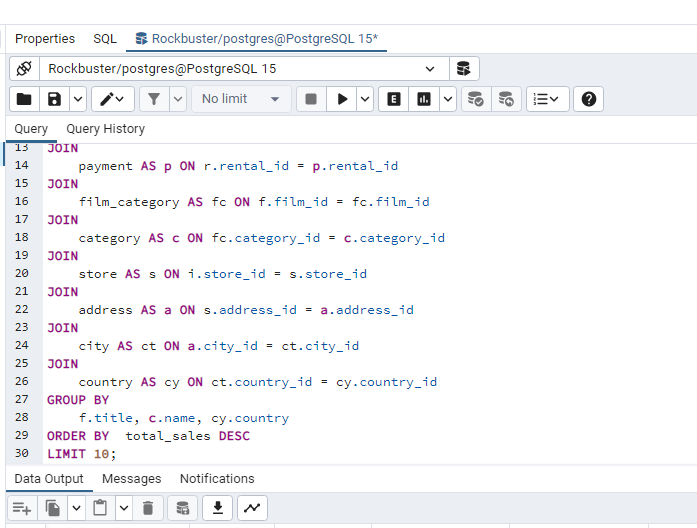 Properties SQL Rockbuster/postgres@PostgreSQL 15*
Rockbuster/postgres@PostgreSQL 15
No limit E
Query Query History
13 JOIN
14 payment AS p ON r.rental_id = p.rental_id
15 JOIN
16 film_category AS fc ON f.film_id = fc.film_id
17 JOIN
18 category AS c ON fc.category_id = c.category_id
19 JOIN
20 store AS s ON i.store_id = s.store_id
21 JOIN
22 address AS a ON s.address_id = a.address_id
23 JOIN
24 city AS ct ON a.city_id = ct.city_id
25 JOIN
26 country AS cy ON ct.country_id = cy.country_id
27 GROUP BY
28 f.title, c.name, cy.country
29 ORDER BY  total_sales DESC
30 LIMIT 10;
Data Output Messages Notifications